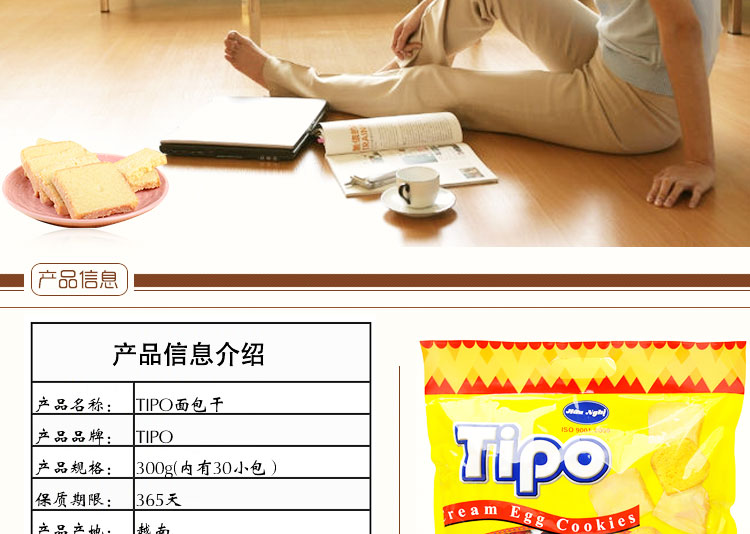 产品信息
产品信息介绍
产品名称： TIPO面包干
产品品牌： TIPO
产品规格： 300g(内有30小包）
保质期限： 365天
产品产地： 越南
Hữu Nghị
ISO 9001
Tipo
ream Egg Cookies